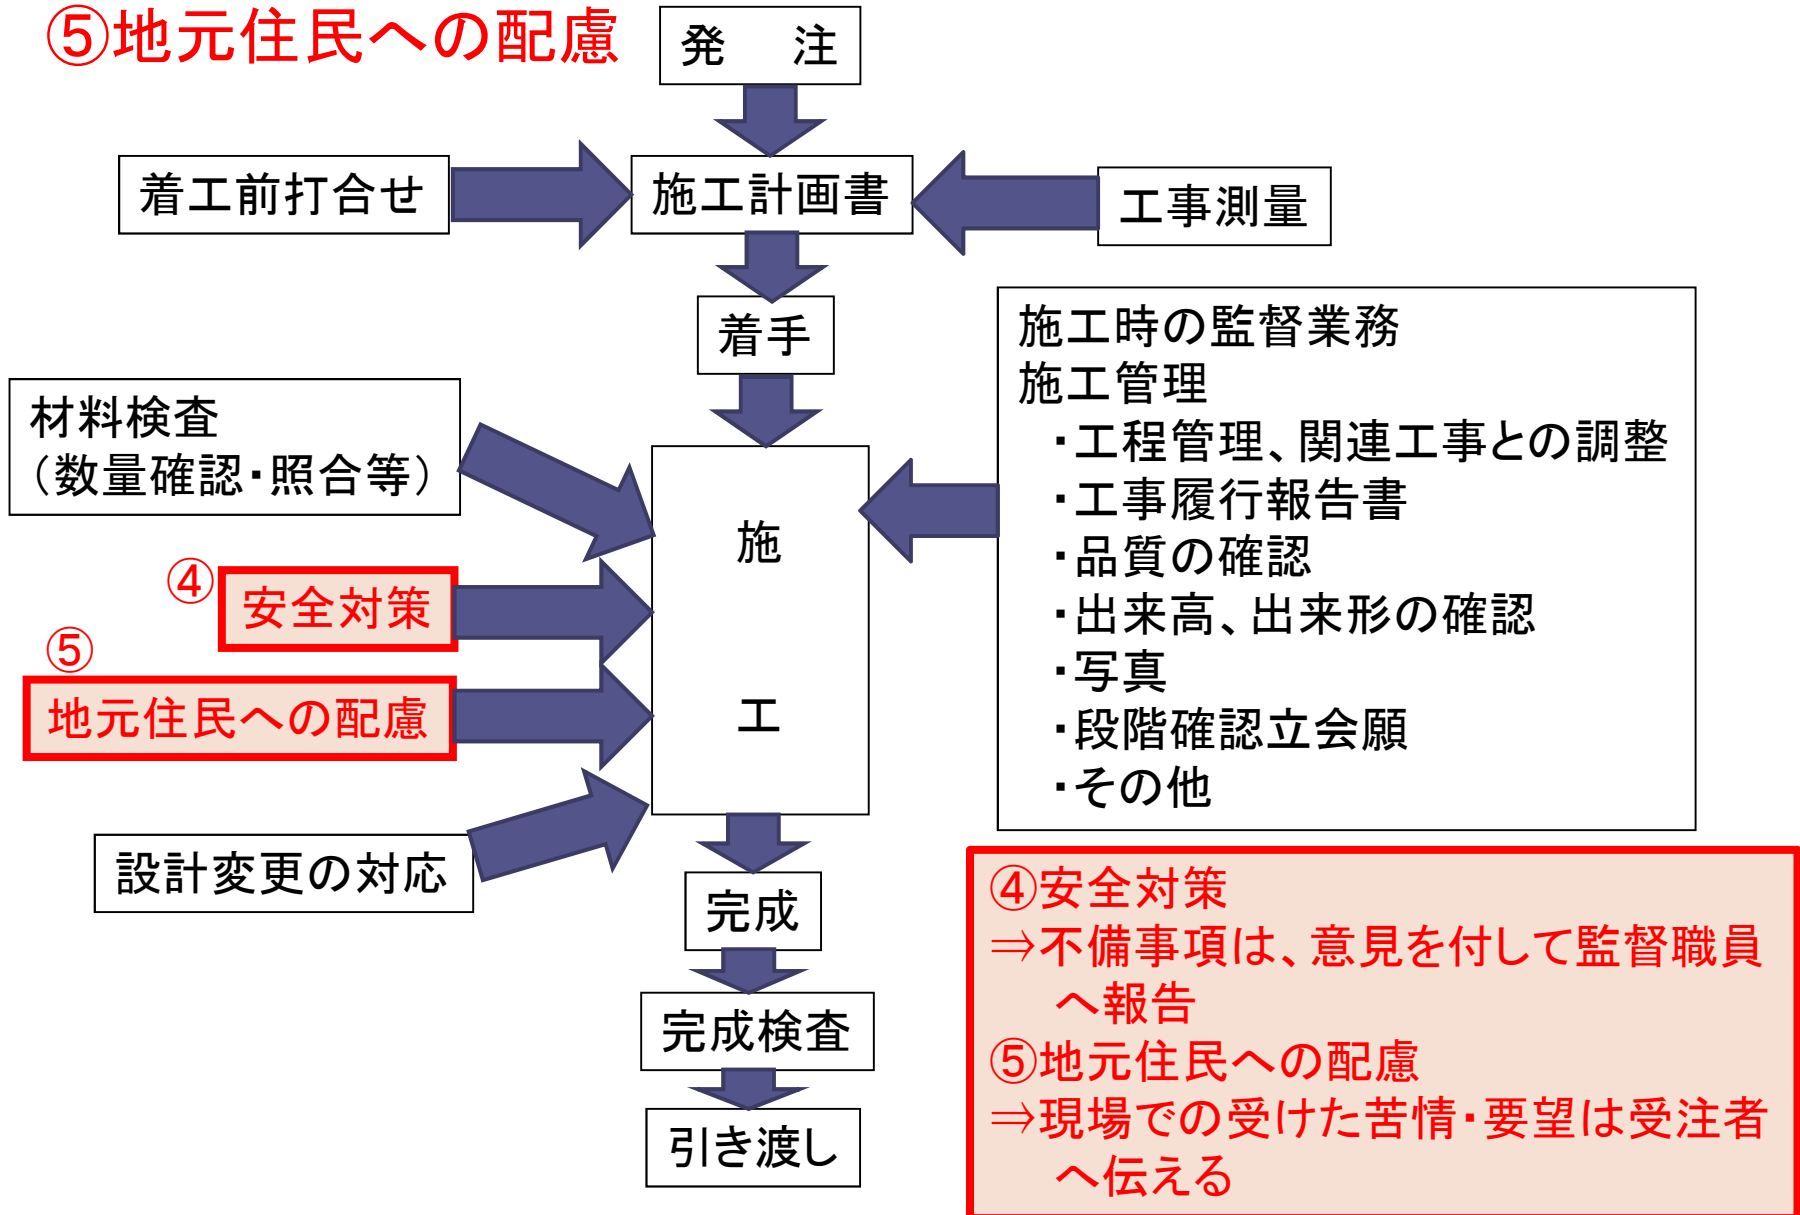 ⑤地元住民への配慮
発　注
着工前打合せ
施工計画書
工事測量
着手
材料検査
（数量確認・照合等）
④
安全対策
⑤
地元住民への配慮
設計変更の対応
施
工
施工時の監督業務
施工管理
・工程管理、関連工事との調整
・工事履行報告書
・品質の確認
・出来高、出来形の確認
・写真
・段階確認立会願
・その他
完成
完成検査
引き渡し
④安全対策
⇒不備事項は、意見を付して監督職員
へ報告
⑤地元住民への配慮
⇒現場での受けた苦情・要望は受注者
へ伝える